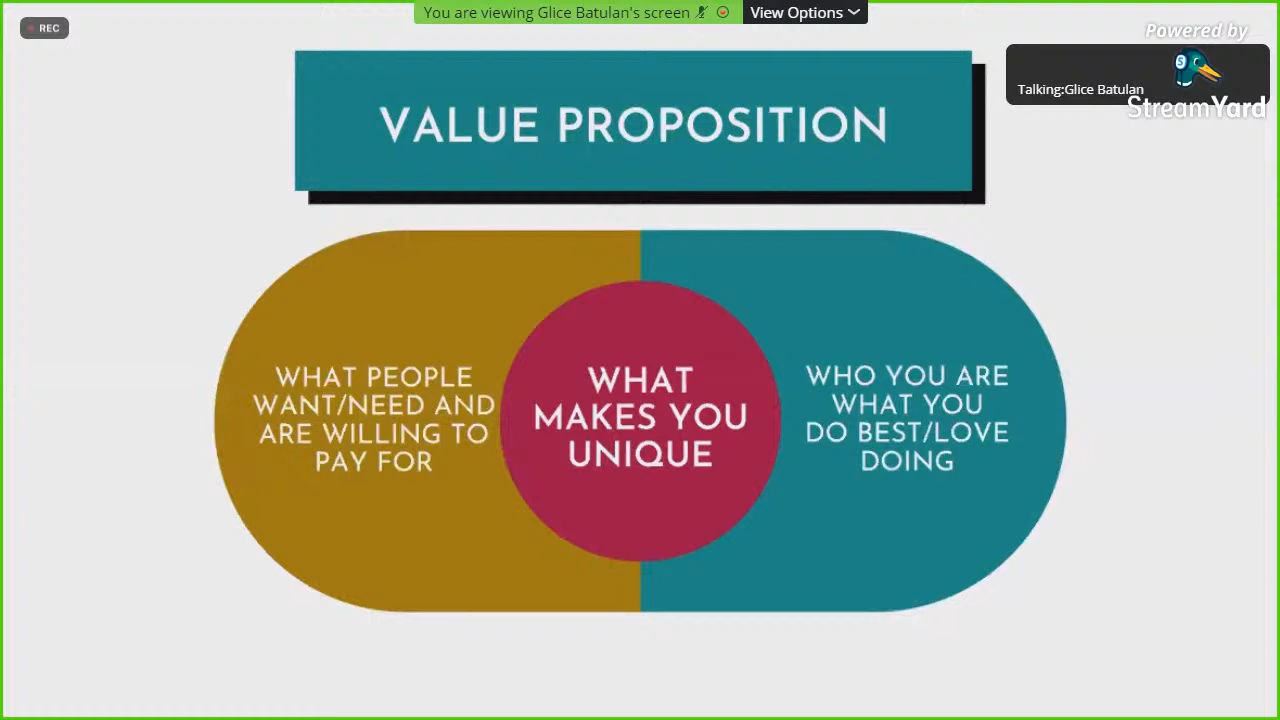 You are viewing Glice Batulan's screen
View Options
REC
Powered by
Talking:Glice Batulan
StreamYard
VALUE PROPOSITION
WHAT PEOPLE
WANT/NEED AND
ARE WILLING TO
PAY FOR
WHAT
MAKES YOU
UNIQUE
WHO YOU ARE
WHAT YOU
DO BEST/LOVE
DOING